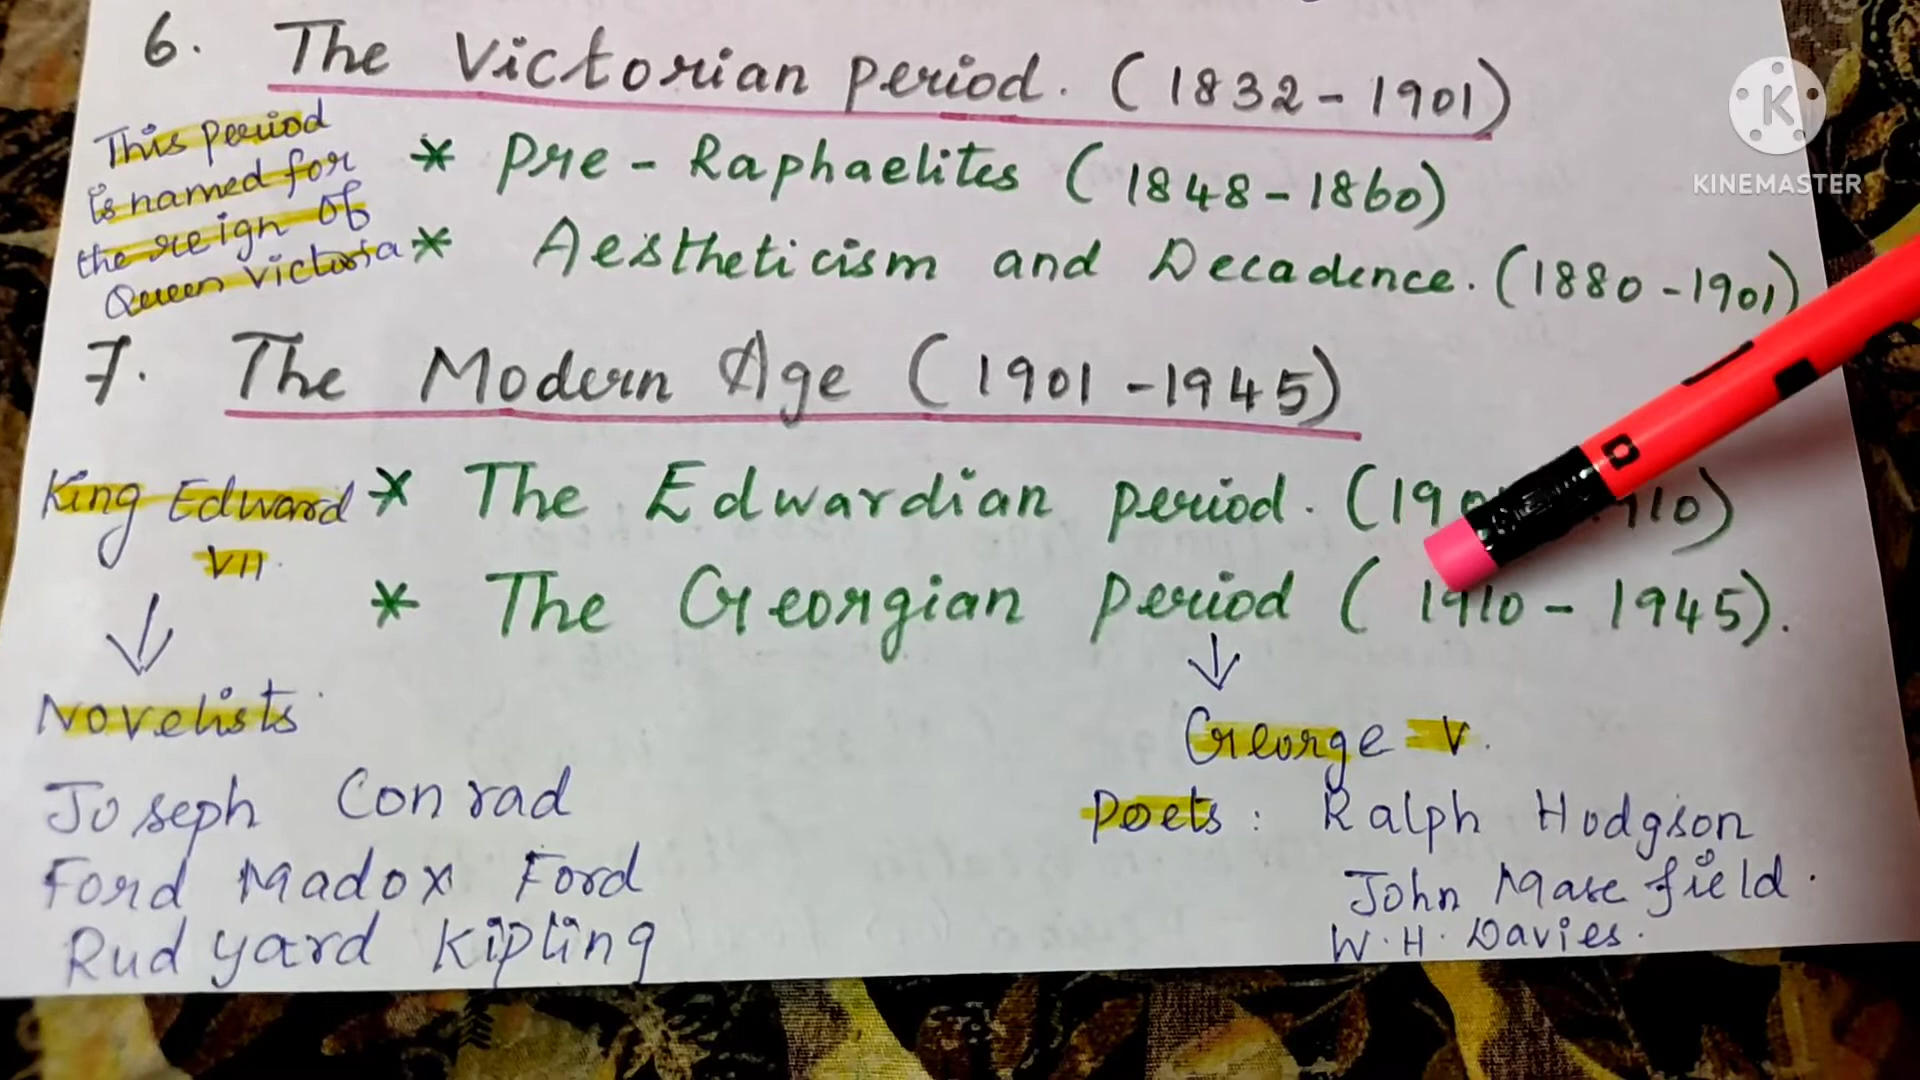 6. The Victorian period. (1832-1901)
This period
is named for
the reign of
Queen Victoria
* Pre-Raphaelites (1848-1860)
* Aestheticism and Decadence. (1880-1901)
7. The Modern Age (1901-1945)
King Edward
VII.
* The Edwardian period. (19 10)
* The Georgian period (1910-1945).
Novelists
Joseph Conrad
Ford Madox Ford
Rudyard Kipling
George V.
Poets: Ralph Hodgson
John Masefield.
W.H. Davies.
K
KINEMASTER